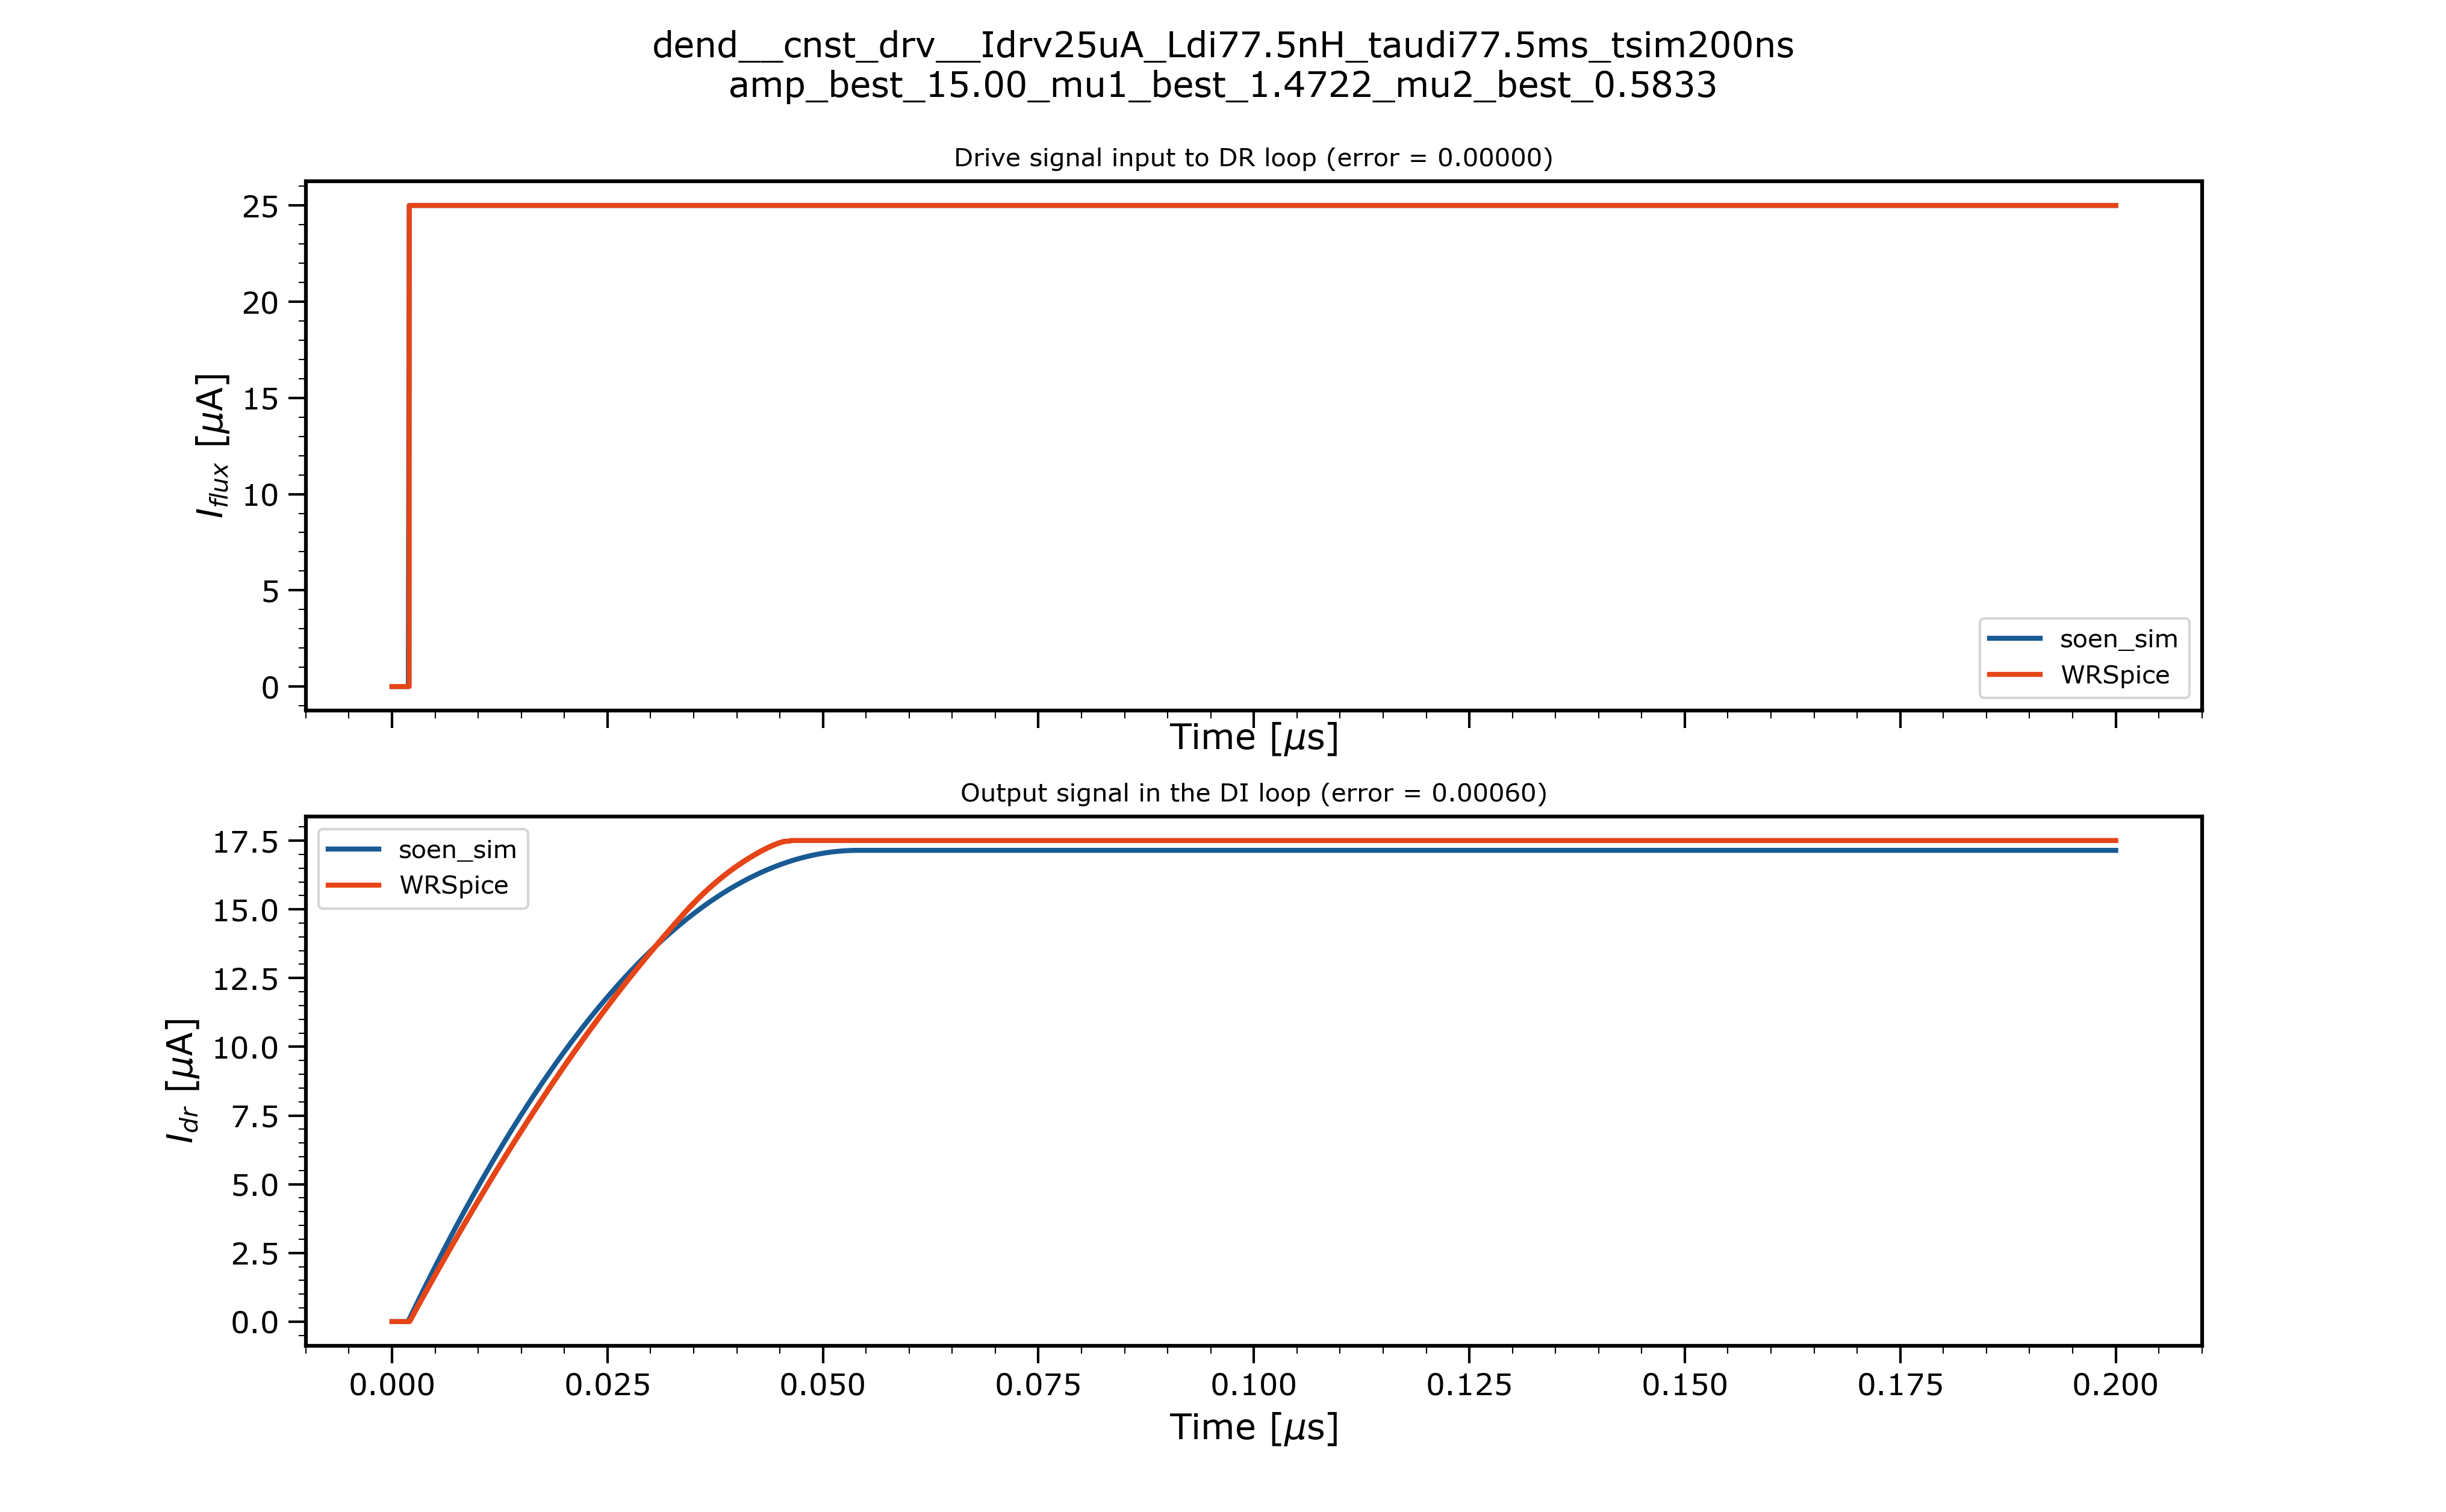 dend__cnst_drv__Idrv25uA_Ldi77.5nH_taudi77.5ms_tsim200ns
amp_best_15.00_mu1_best_1.4722_mu2_best_0.5833
Drive signal input to DR loop (error = 0.00000)
25
20
15
10
5
0
I_flux [μA]
soen_sim
WRSpice
Time [μs]
Output signal in the DI loop (error = 0.00060)
17.5
15.0
12.5
10.0
7.5
5.0
2.5
0.0
I_dr [μA]
soen_sim
WRSpice
0.000 0.025 0.050 0.075 0.100 0.125 0.150 0.175 0.200
Time [μs]